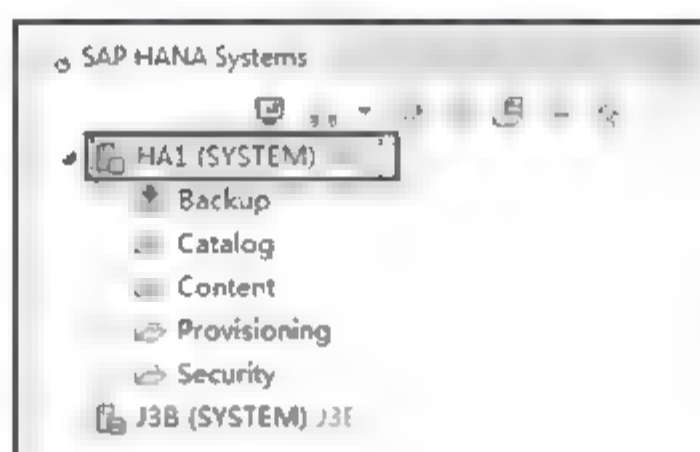 SAP HANA Systems
HA1 (SYSTEM)
Backup
Catalog
Content
Provisioning
Security
J3B (SYSTEM)